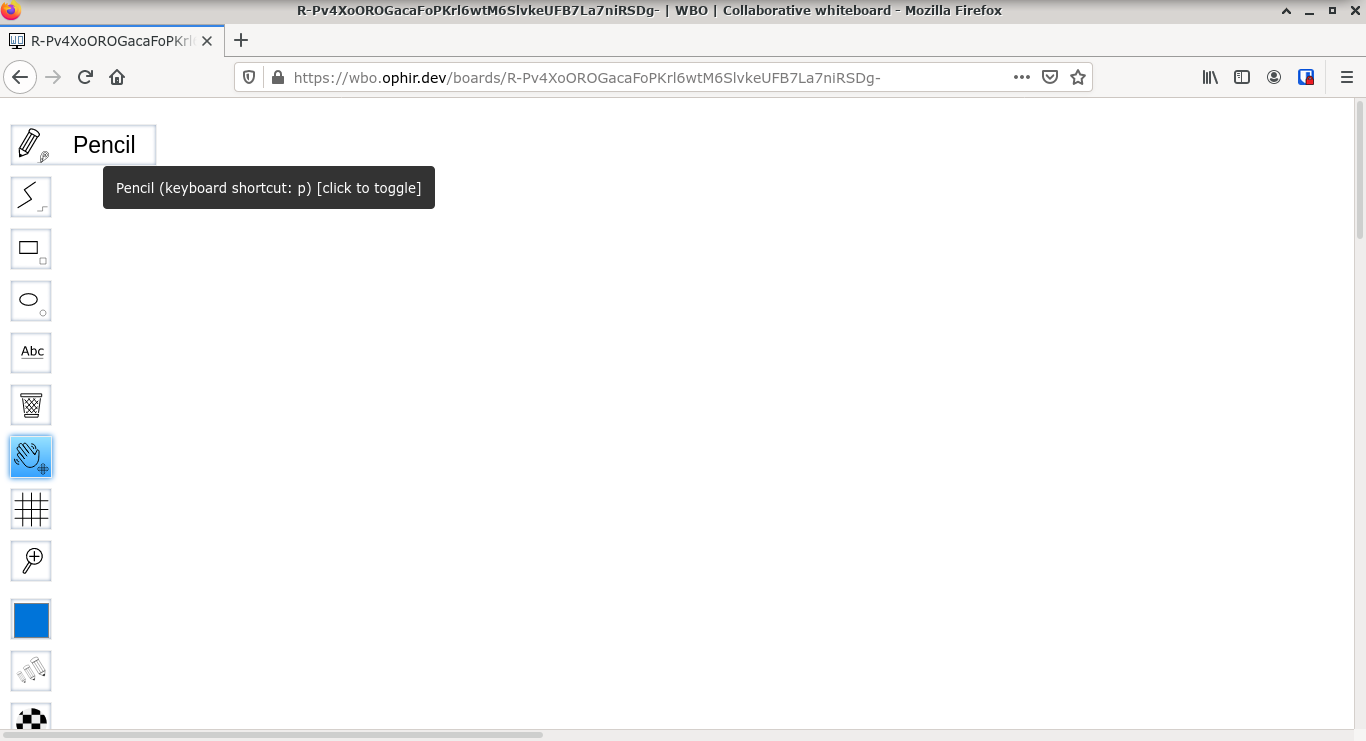 R-Pv4XoOROGacaFoPKrl6wtM6SlvkeUFB7La7niRSDg- | WBO | Collaborative whiteboard - Mozilla Firefox
R-Pv4XoOROGacaFoPKrl
https://wbo.ophir.dev/boards/R-Pv4XoOROGacaFoPKrl6wtM6SlvkeUFB7La7niRSDg-
Pencil
Pencil (keyboard shortcut: p) [click to toggle]
Abc